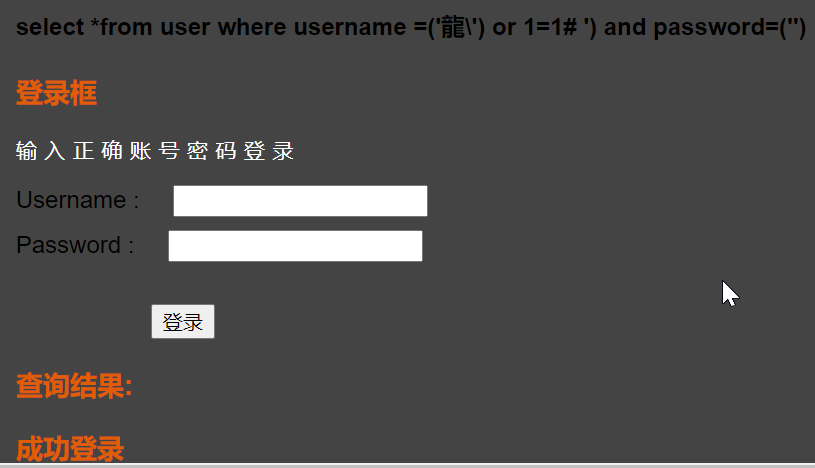 select *from user where username =('龍\') or 1=1# ') and password=('')
登录框
输入正确账号密码登录
Username :
Password :
登录
查询结果:
成功登录